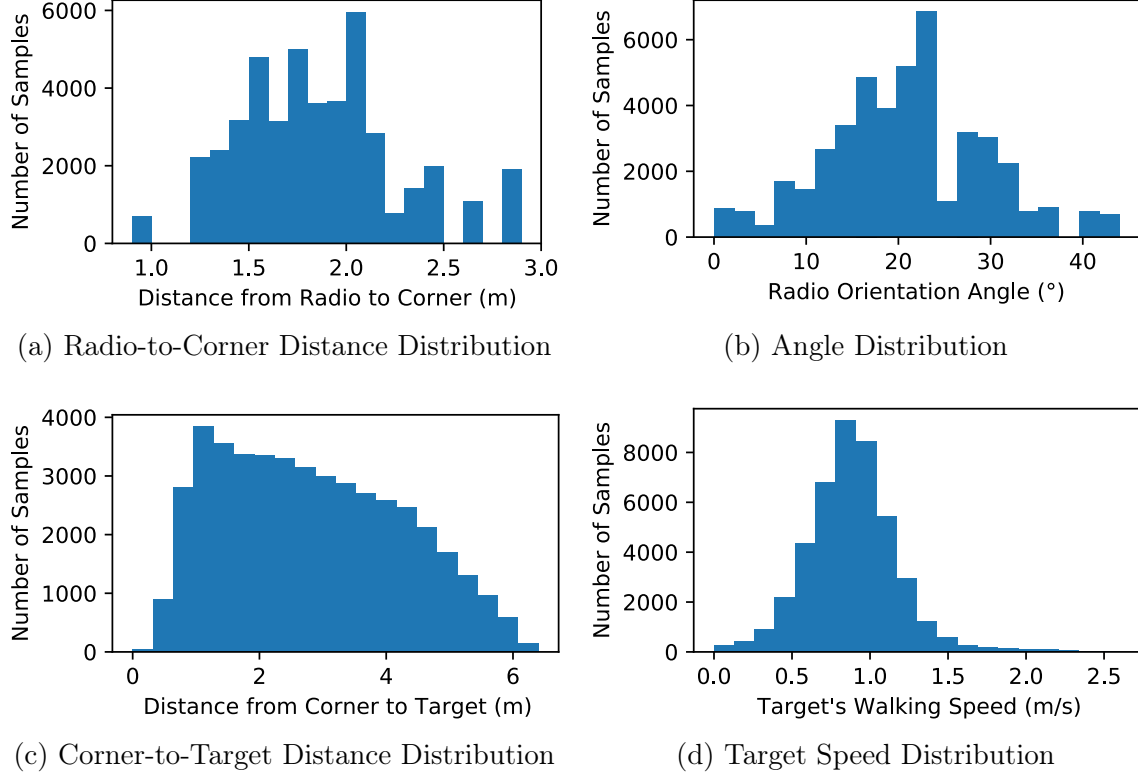 6000
4000
2000
0
Number of Samples
1.0 1.5 2.0 2.5 3.0
Distance from Radio to Corner (m)
(a) Radio-to-Corner Distance Distribution
6000
4000
2000
0
Number of Samples
0 10 20 30 40
Radio Orientation Angle (°)
(b) Angle Distribution
4000
3000
2000
1000
0
Number of Samples
0 2 4 6
Distance from Corner to Target (m)
(c) Corner-to-Target Distance Distribution
8000
6000
4000
2000
0
Number of Samples
0.0 0.5 1.0 1.5 2.0 2.5
Target's Walking Speed (m/s)
(d) Target Speed Distribution